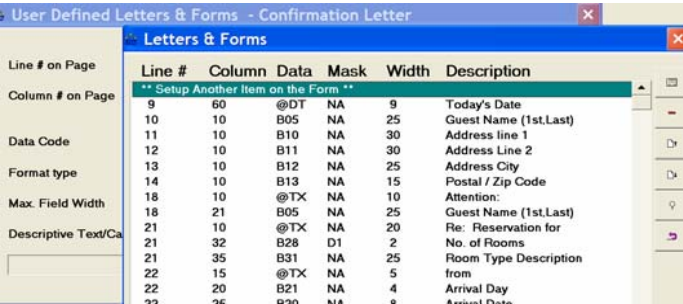 User Defined Letters & Forms - Confirmation Letter
Letters & Forms
Line # on Page
Column # on Page
Data Code
Format type
Max. Field Width
Descriptive Text/Ca
Line # Column Data Mask Width Description
** Setup Another Item on the Form **
9 60 @DT NA 9 Today's Date
10 10 B05 NA 25 Guest Name (1st,Last)
11 10 B10 NA 30 Address line 1
12 10 B11 NA 30 Address Line 2
13 10 B12 NA 25 Address City
14 10 B13 NA 15 Postal / Zip Code
18 10 @TX NA 10 Attention:
18 21 B05 NA 25 Guest Name (1st,Last)
21 10 @TX NA 20 Re: Reservation for
21 32 B28 D1 2 No. of Rooms
21 35 B31 NA 25 Room Type Description
22 15 @TX NA 5 from
22 20 B21 NA 4 Arrival Day
22 25 B20 NA 8 Arrival Date